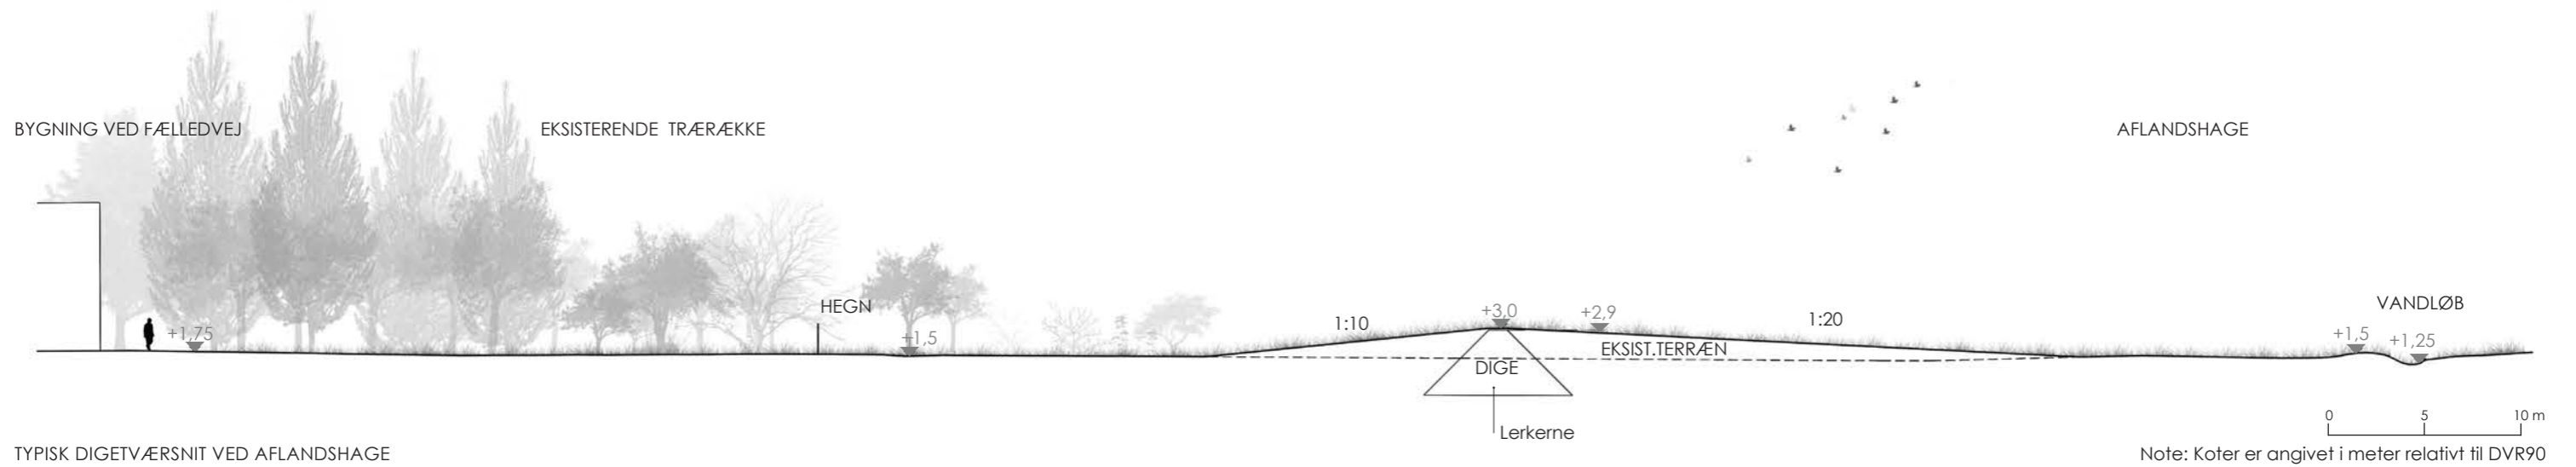 BYGNING VED FÆLLEDVEJ
EKSISTERENDE TRÆRÆKKE
AFLANDSHAGE
HEGN
VANDLØB
+1,75
+1,5
1:10
+3,0
+2,9
1:20
+1,5
+1,25
EKSIST.TERRÆN
DIGE
Lerkerne
0 5 10 m
TYPISK DIGETVÆRSNIT VED AFLANDSHAGE
Note: Koter er angivet i meter relativt til DVR90